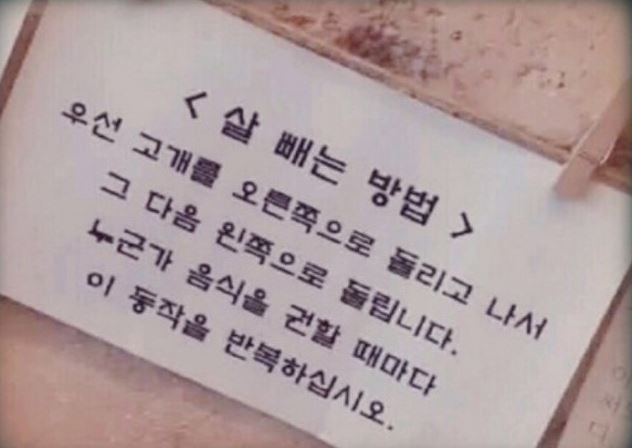 < 살 빼는 방법 >
우선 고개를 오른쪽으로 돌리고 나서
그 다음 왼쪽으로 돌립니다.
누군가 음식을 권할 때마다
이 동작을 반복하십시오.